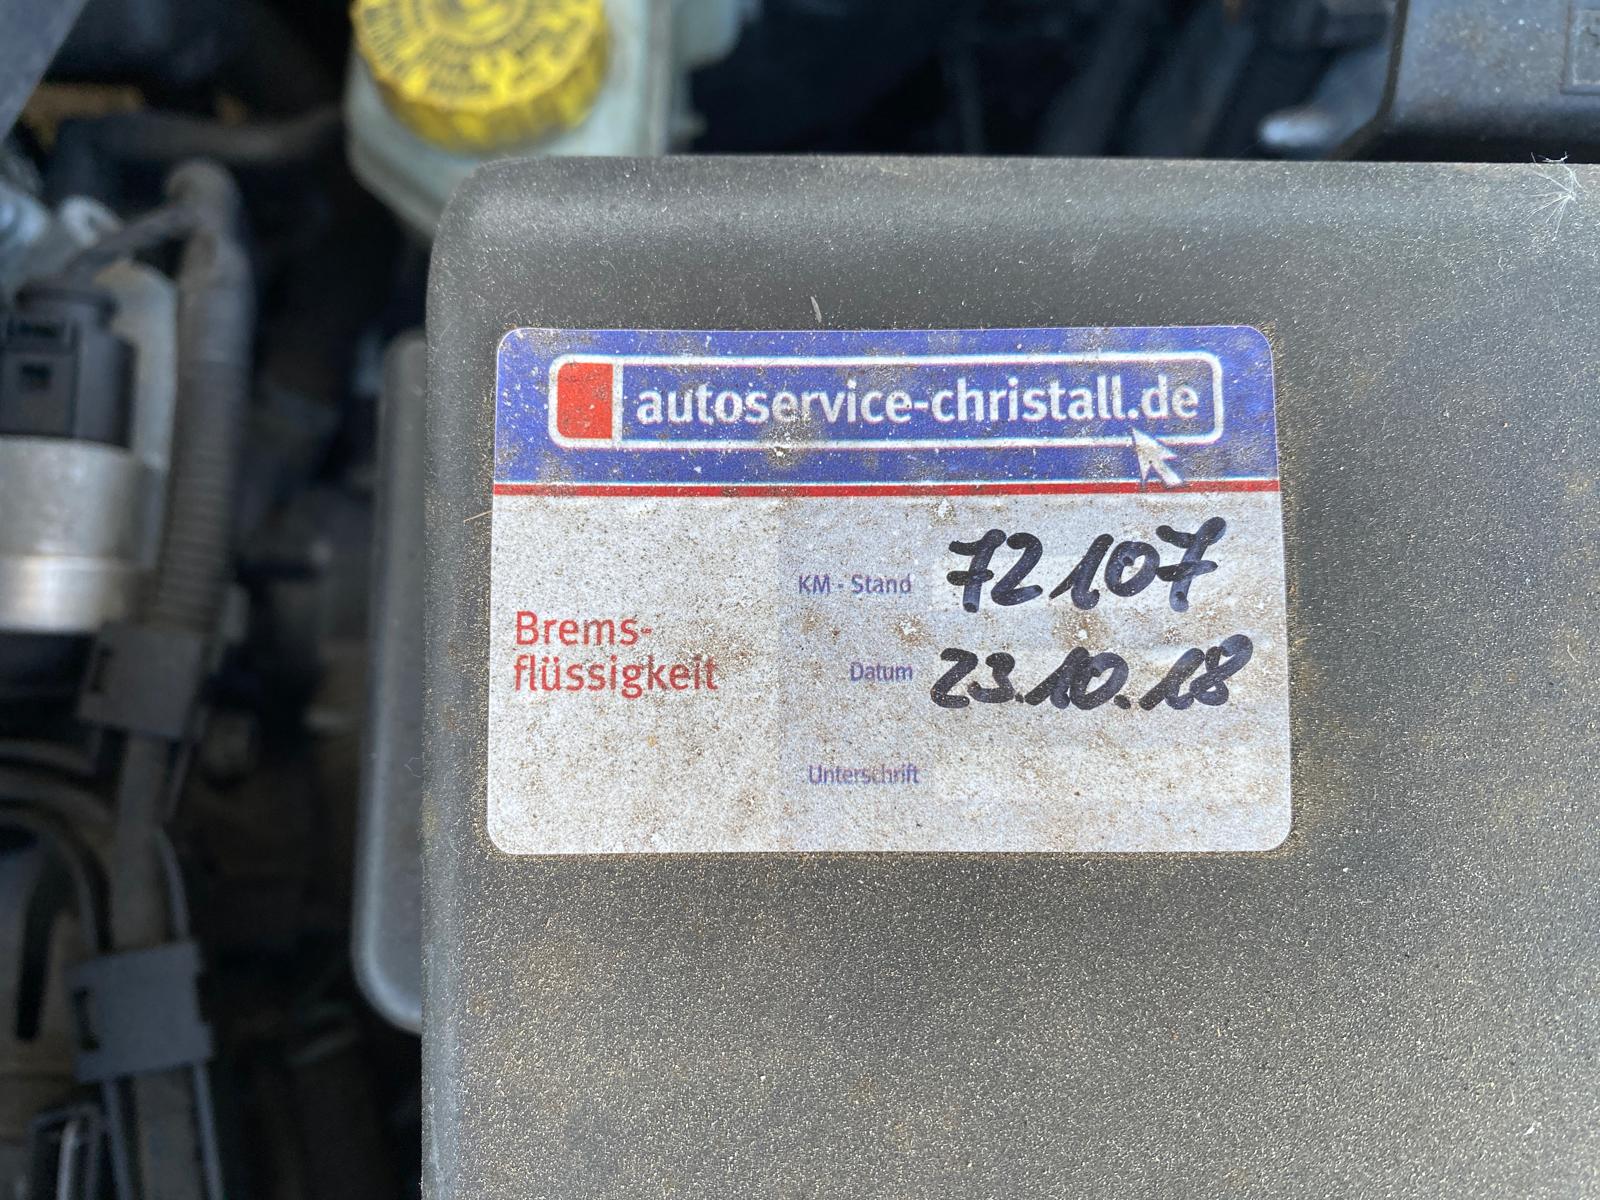 autoservice-christall.de
KM - Stand 72107
Brems-
flüssigkeit
Datum 23.10.18
Unterschrift